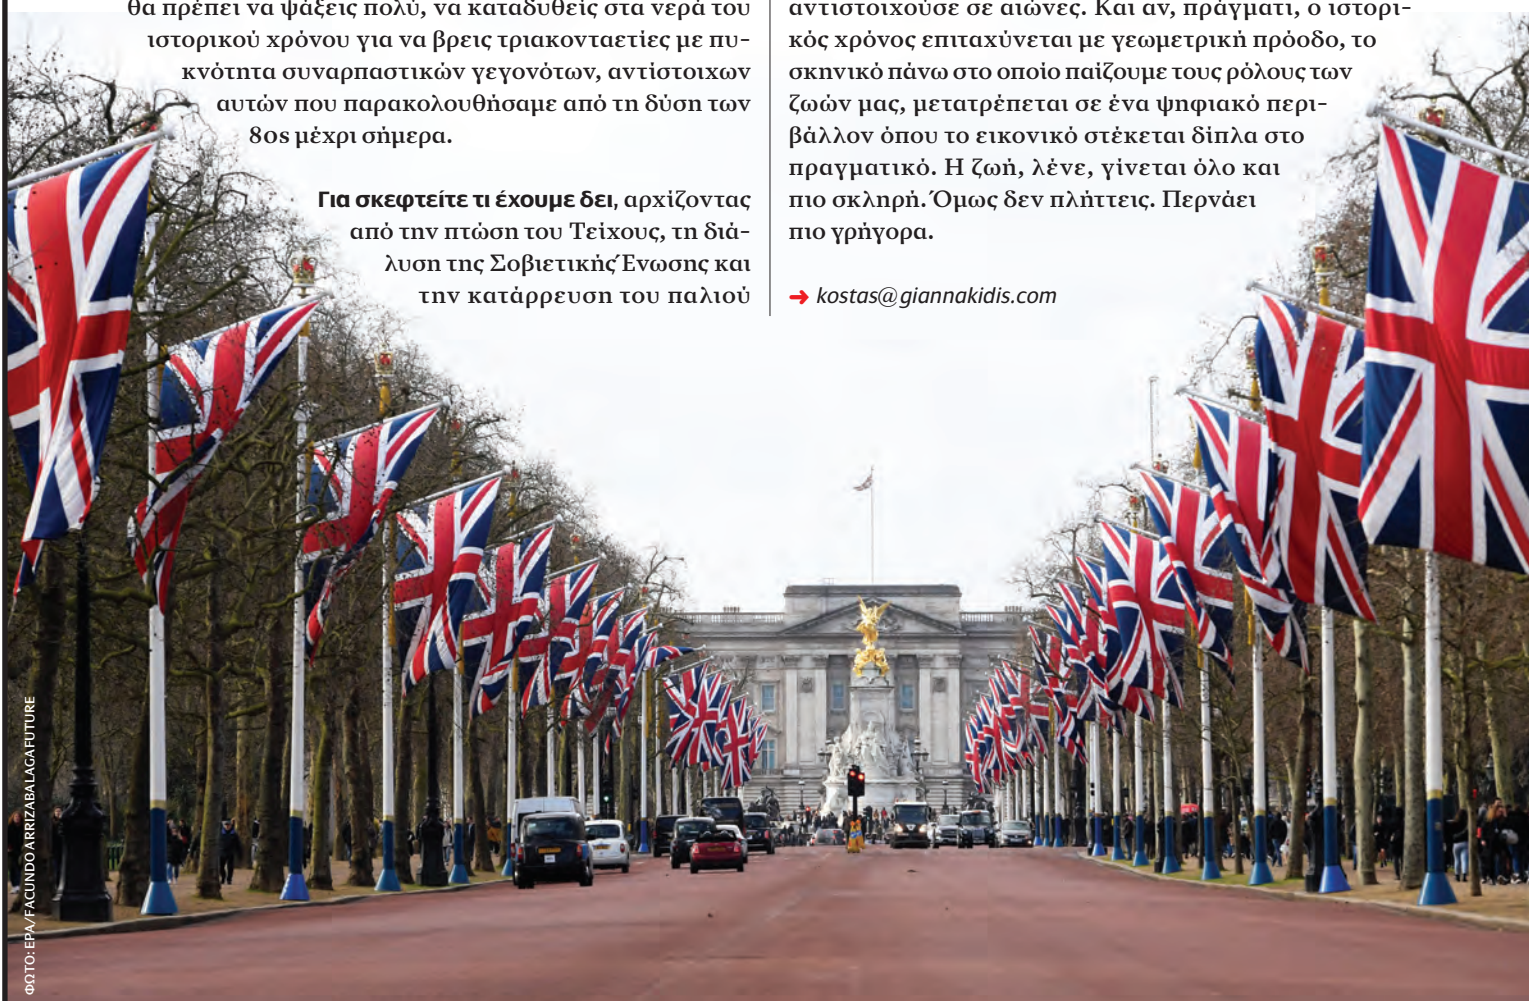 θα πρέπει να ψάξεις πολύ, να καταδυθείς στα νερά του
ιστορικού χρόνου για να βρεις τριακονταετίες με πυ-
κνότητα συναρπαστικών γεγονότων, αντίστοιχων
αυτών που παρακολουθήσαμε από τη δύση των
80s μέχρι σήμερα.
Για σκεφτείτε τι έχουμε δει, αρχίζοντας
από την πτώση του Τείχους, τη διά-
λυση της Σοβιετικής Ένωσης και
την κατάρρευση του παλιού
αντιστοιχούσε σε αιώνες. Και αν, πράγματι, ο ιστορι-
κός χρόνος επιταχύνεται με γεωμετρική πρόοδο, το
σκηνικό πάνω στο οποίο παίζουμε τους ρόλους των
ζωών μας, μετατρέπεται σε ένα ψηφιακό περι-
βάλλον όπου το εικονικό στέκεται δίπλα στο
πραγματικό. Η ζωή, λένε, γίνεται όλο και
πιο σκληρή. Όμως δεν πλήττεις. Περνάει
πιο γρήγορα.
➜ kostas@giannakidis.com
ΦΩΤΟ: EPA/FACUNDO ARRIZABALAGAFUTURE